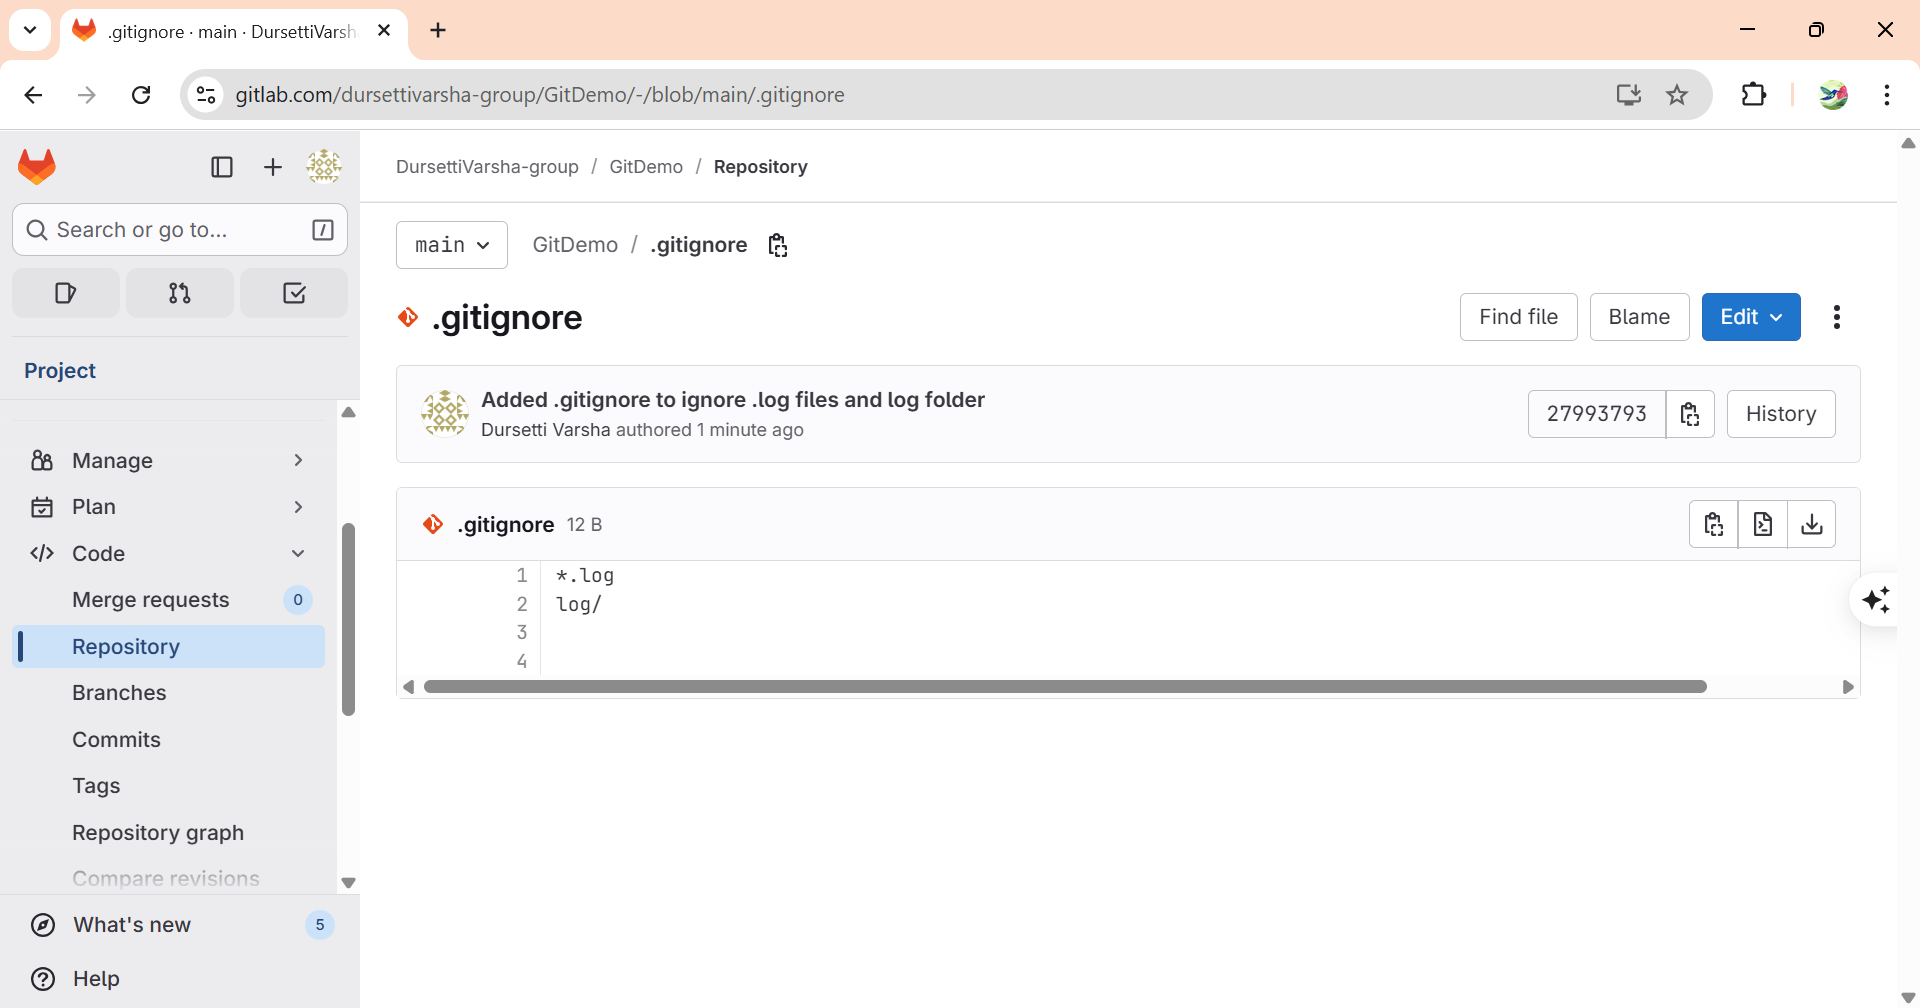 .gitignore · main · DursettiVarsh
gitlab.com/dursettivarsha-group/GitDemo/-/blob/main/.gitignore
Search or go to... /
Project
Manage
Plan
Code
Merge requests 0
Repository
Branches
Commits
Tags
Repository graph
Compare revisions
What's new 5
Help
DursettiVarsha-group / GitDemo / Repository
main GitDemo / .gitignore
.gitignore Find file Blame Edit
Added .gitignore to ignore .log files and log folder
Dursetti Varsha authored 1 minute ago
27993793 History
.gitignore 12 B
1 *.log
2 log/
3
4